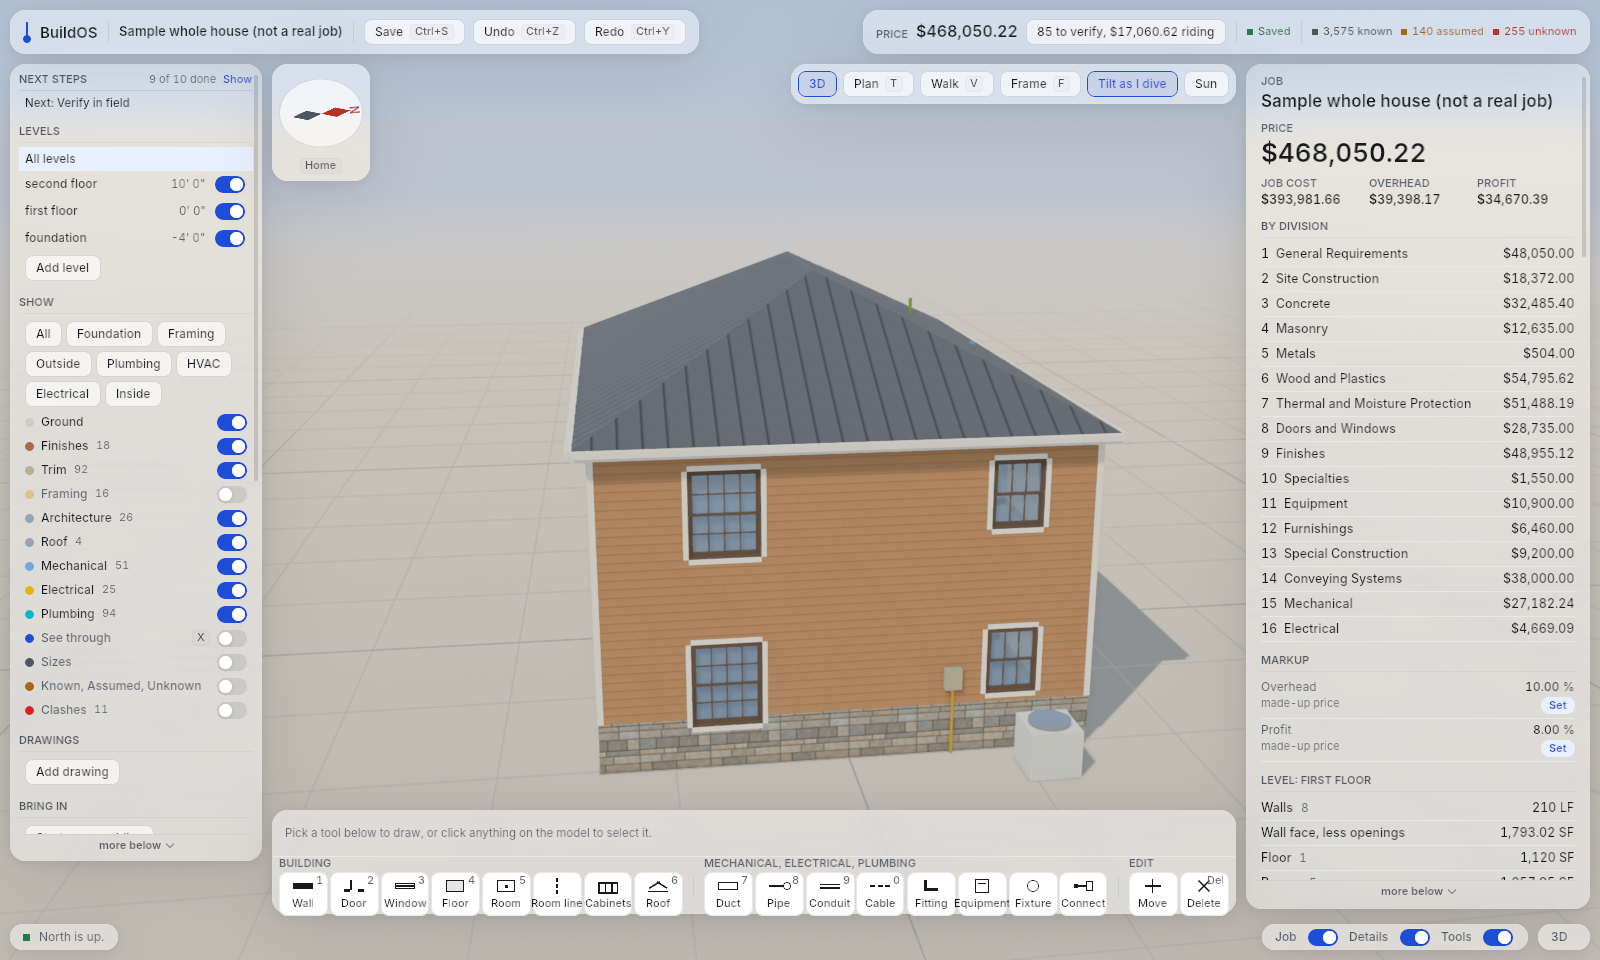 BuildOS
Sample whole house (not a real job)
Save Ctrl+S
Undo Ctrl+Z
Redo Ctrl+Y
PRICE $468,050.22
85 to verify, $17,060.62 riding
Saved
3,575 known
140 assumed
255 unknown
NEXT STEPS 9 of 10 done Show
Next: Verify in field
LEVELS
All levels
second floor 10' 0"
first floor 0' 0"
foundation -4' 0"
Add level
SHOW
All Foundation Framing
Outside Plumbing HVAC
Electrical Inside
Ground
Finishes 18
Trim 92
Framing 16
Architecture 26
Roof 4
Mechanical 51
Electrical 25
Plumbing 94
See through X
Sizes
Known, Assumed, Unknown
Clashes 11
DRAWINGS
Add drawing
BRING IN
more below
North is up.
N
Home
3D
Plan T
Walk V
Frame F
Tilt as I dive
Sun
Pick a tool below to draw, or click anything on the model to select it.
BUILDING
Wall 1
Door 2
Window 3
Floor 4
Room 5
Room line
Cabinets
Roof 6
MECHANICAL, ELECTRICAL, PLUMBING
Duct 7
Pipe 8
Conduit 9
Cable 0
Fitting
Equipment
Fixture
Connect
EDIT
Move
Delete Del
JOB
Sample whole house (not a real job)
PRICE
$468,050.22
JOB COST OVERHEAD PROFIT
$393,981.66 $39,398.17 $34,670.39
BY DIVISION
1 General Requirements $48,050.00
2 Site Construction $18,372.00
3 Concrete $32,485.40
4 Masonry $12,635.00
5 Metals $504.00
6 Wood and Plastics $54,795.62
7 Thermal and Moisture Protection $51,488.19
8 Doors and Windows $28,735.00
9 Finishes $48,955.12
10 Specialties $1,550.00
11 Equipment $10,900.00
12 Furnishings $6,460.00
13 Special Construction $9,200.00
14 Conveying Systems $38,000.00
15 Mechanical $27,182.24
16 Electrical $4,669.09
MARKUP
Overhead 10.00 %
made-up price Set
Profit 8.00 %
made-up price Set
LEVEL: FIRST FLOOR
Walls 8 210 LF
Wall face, less openings 1,793.02 SF
Floor 1 1,120 SF
more below
Job Details Tools 3D